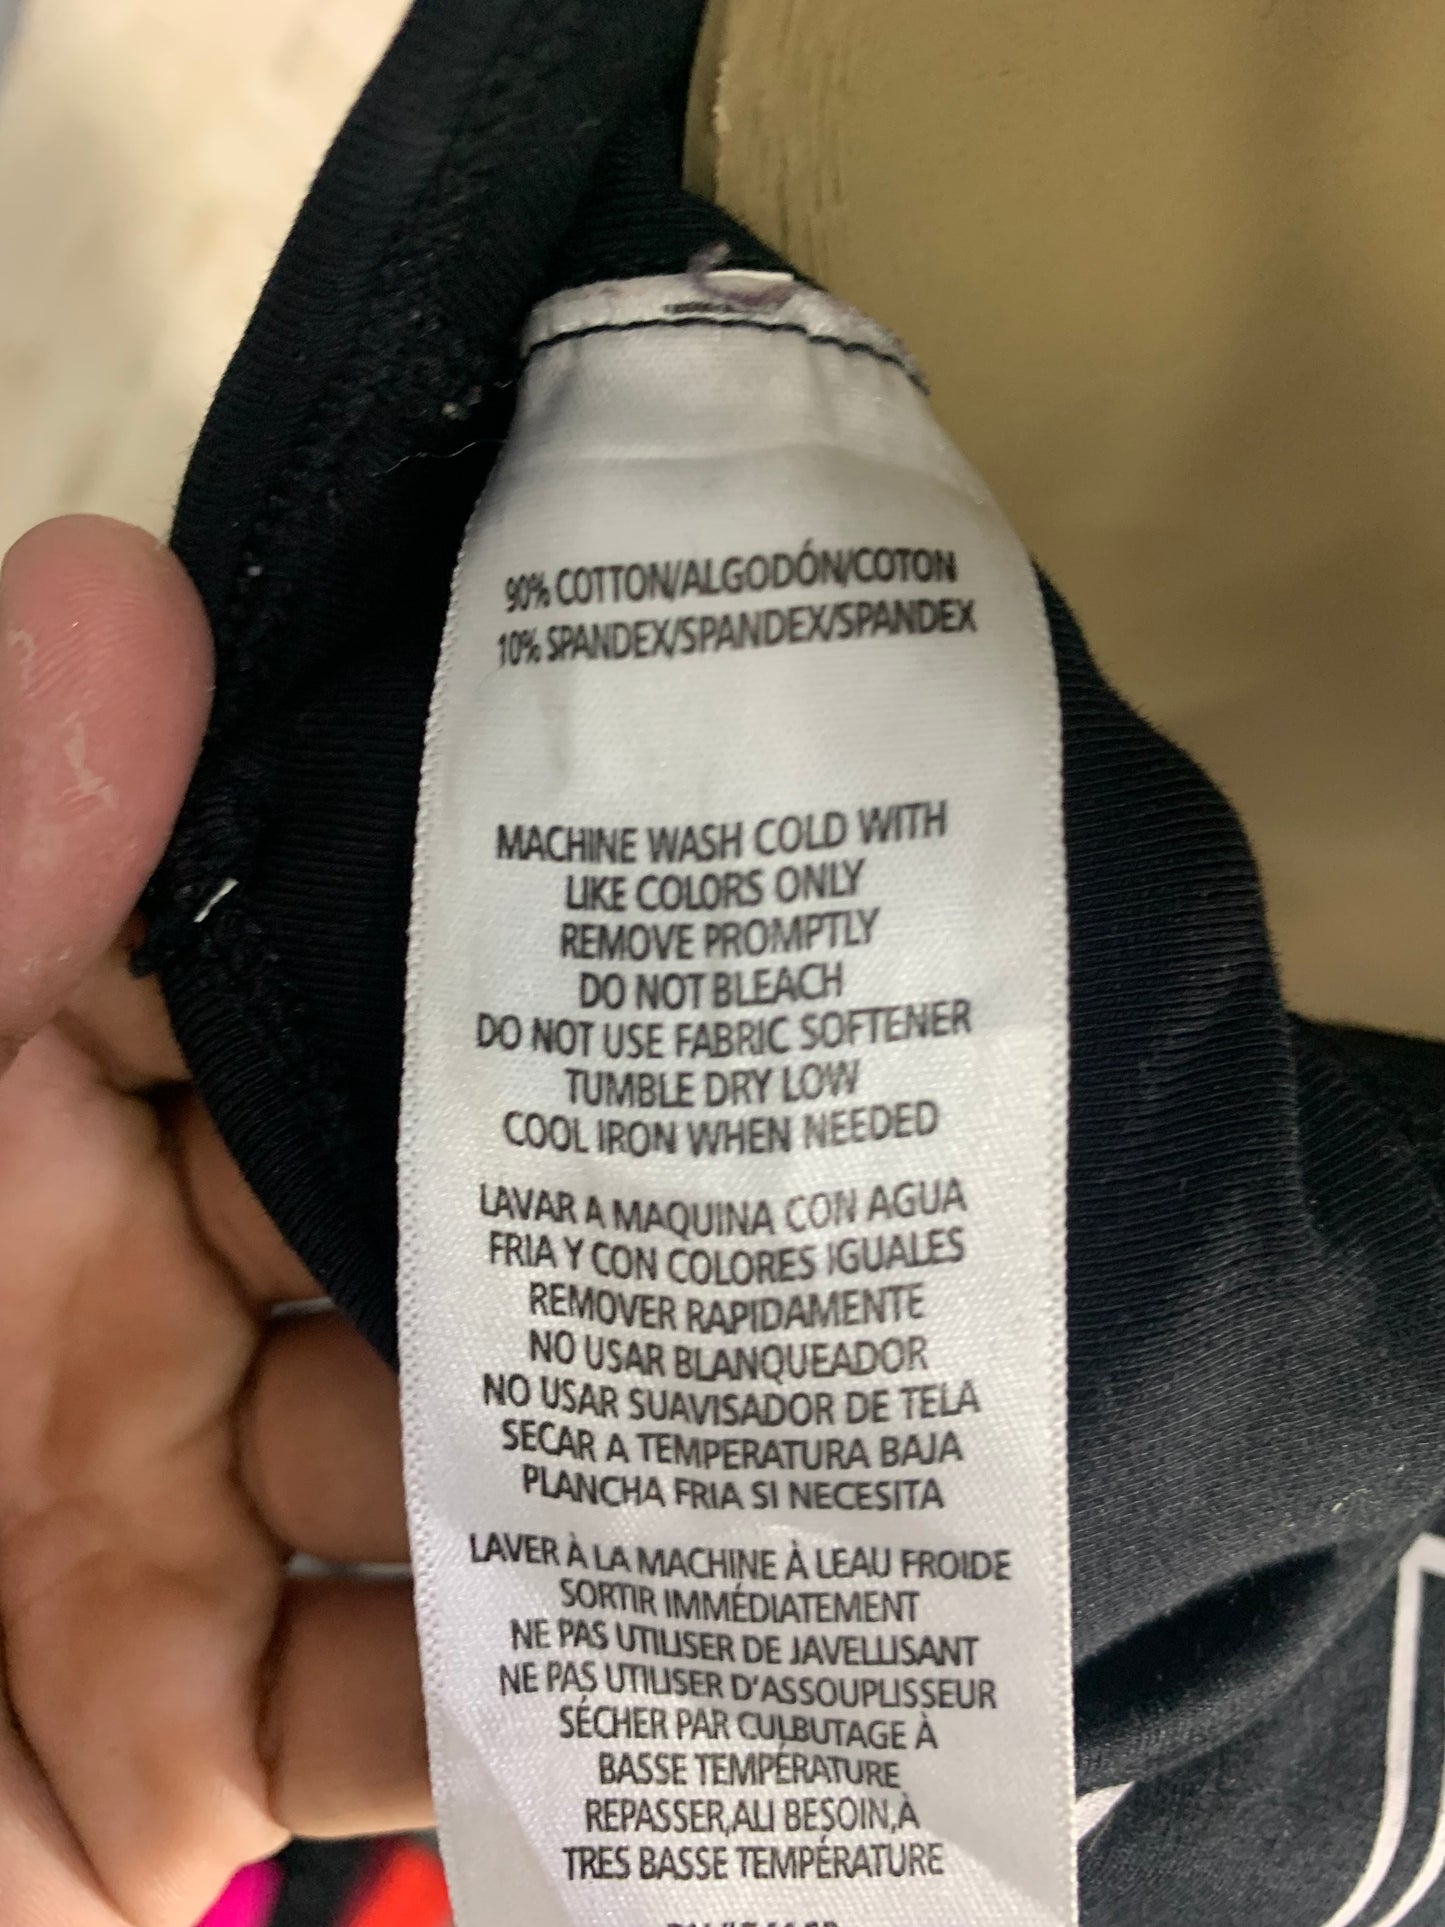 90% COTTON/ALGODÓN/COTON
10% SPANDEX/SPANDEX/SPANDEX
MACHINE WASH COLD WITH
LIKE COLORS ONLY
REMOVE PROMPTLY
DO NOT BLEACH
DO NOT USE FABRIC SOFTENER
TUMBLE DRY LOW
COOL IRON WHEN NEEDED
LAVAR A MAQUINA CON AGUA
FRIA Y CON COLORES IGUALES
REMOVER RAPIDAMENTE
NO USAR BLANQUEADOR
NO USAR SUAVISADOR DE TELA
SECAR A TEMPERATURA BAJA
PLANCHA FRIA SI NECESITA
LAVER À LA MACHINE À LEAU FROIDE
SORTIR IMMÉDIATEMENT
NE PAS UTILISER DE JAVELLISANT
NE PAS UTILISER D'ASSOUPLISSEUR
SÉCHER PAR CULBUTAGE À
BASSE TEMPÉRATURE
REPASSER,AU BESOIN,À
TRES BASSE TEMPÉRATURE